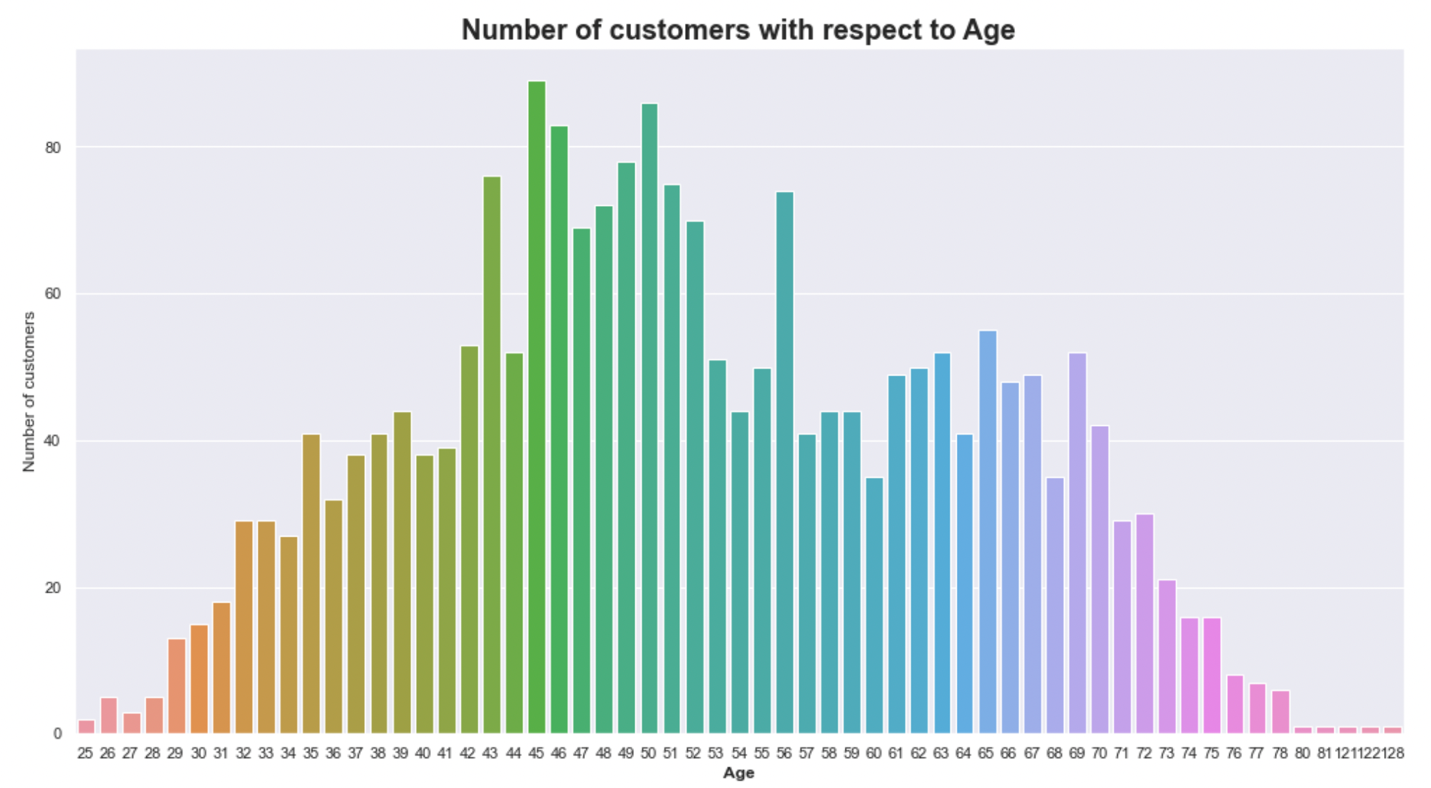 Number of customers with respect to Age
Number of customers
80
60
40
20
0
25 26 27 28 29 30 31 32 33 34 35 36 37 38 39 40 41 42 43 44 45 46 47 48 49 50 51 52 53 54 55 56 57 58 59 60 61 62 63 64 65 66 67 68 69 70 71 72 73 74 75 76 77 78 80 81 121 122 128
Age